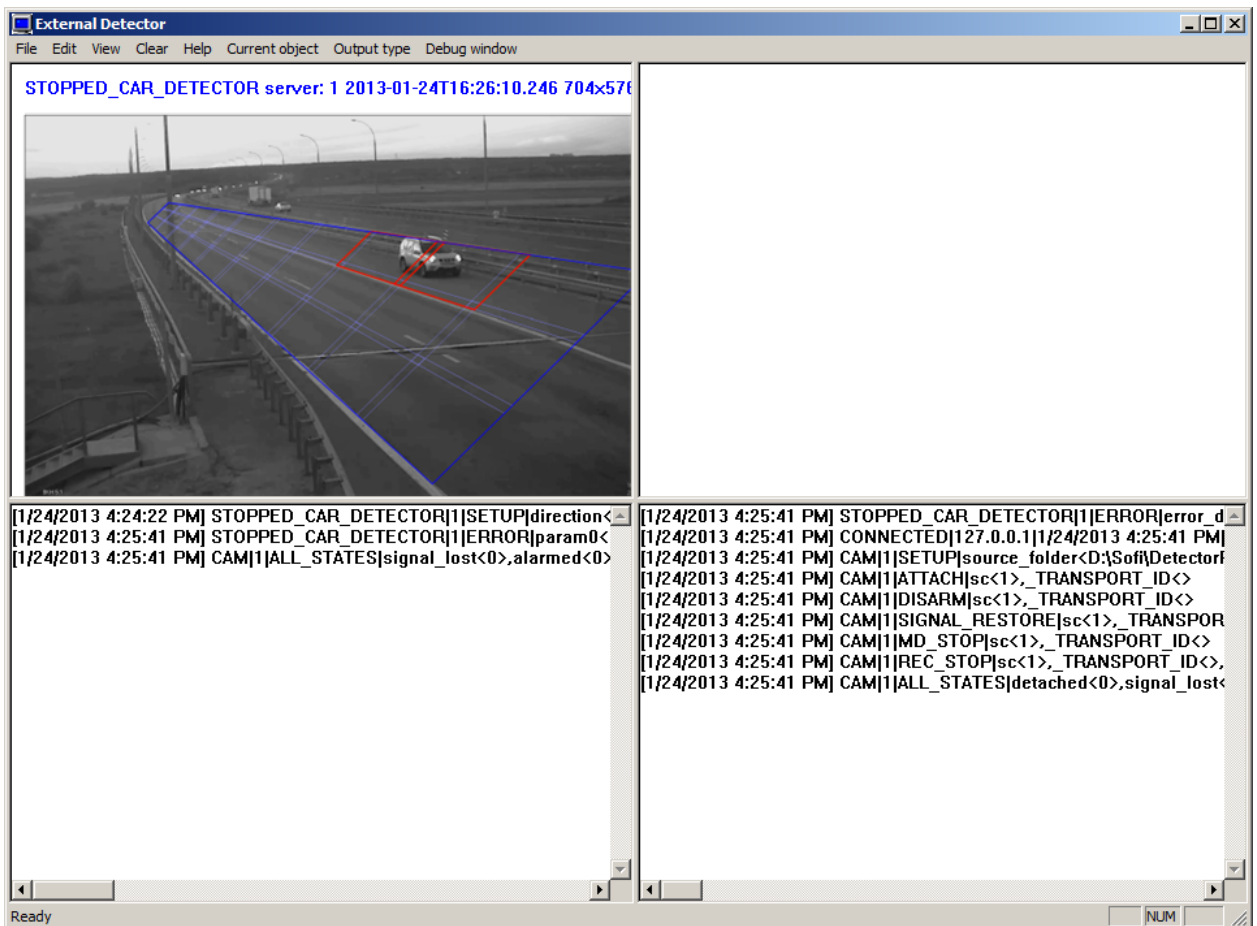 External Detector
File Edit View Clear Help Current object Output type Debug window
STOPPED_CAR_DETECTOR server: 1 2013-01-24T16:26:10.246 704x576
[1/24/2013 4:24:22 PM] STOPPED_CAR_DETECTOR|1|SETUP|direction<
[1/24/2013 4:25:41 PM] STOPPED_CAR_DETECTOR|1|ERROR|param0<
[1/24/2013 4:25:41 PM] CAM|1|ALL_STATES|signal_lost<0>,alarmed<0>
[1/24/2013 4:25:41 PM] STOPPED_CAR_DETECTOR|1|ERROR|error_d
[1/24/2013 4:25:41 PM] CONNECTED|127.0.0.1|1/24/2013 4:25:41 PM|
[1/24/2013 4:25:41 PM] CAM|1|SETUP|source_folder<D:\Sofi\Detector
[1/24/2013 4:25:41 PM] CAM|1|ATTACH|sc<1>,_TRANSPORT_ID<>
[1/24/2013 4:25:41 PM] CAM|1|DISARM|sc<1>,_TRANSPORT_ID<>
[1/24/2013 4:25:41 PM] CAM|1|SIGNAL_RESTORE|sc<1>,_TRANSPOR
[1/24/2013 4:25:41 PM] CAM|1|MD_STOP|sc<1>,_TRANSPORT_ID<>
[1/24/2013 4:25:41 PM] CAM|1|REC_STOP|sc<1>,_TRANSPORT_ID<>,
[1/24/2013 4:25:41 PM] CAM|1|ALL_STATES|detached<0>,signal_lost<
Ready
NUM